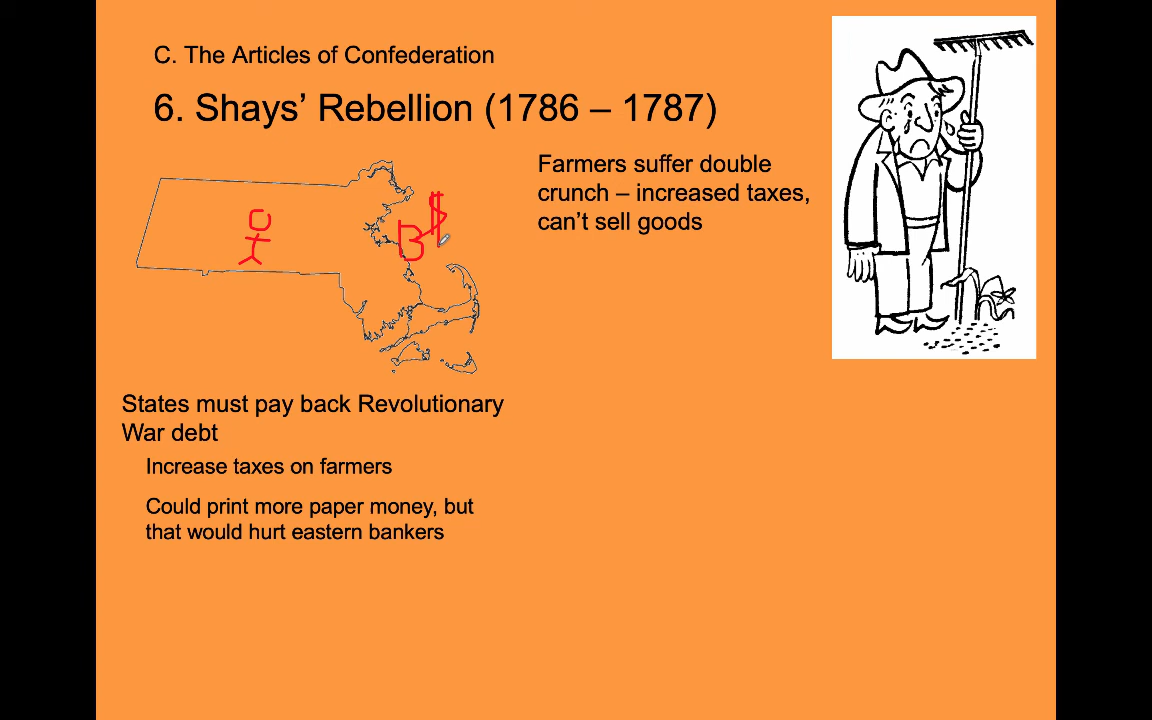 C. The Articles of Confederation
6. Shays’ Rebellion (1786 – 1787)
Farmers suffer double
crunch – increased taxes,
can’t sell goods
B $
States must pay back Revolutionary
War debt
Increase taxes on farmers
Could print more paper money, but
that would hurt eastern bankers